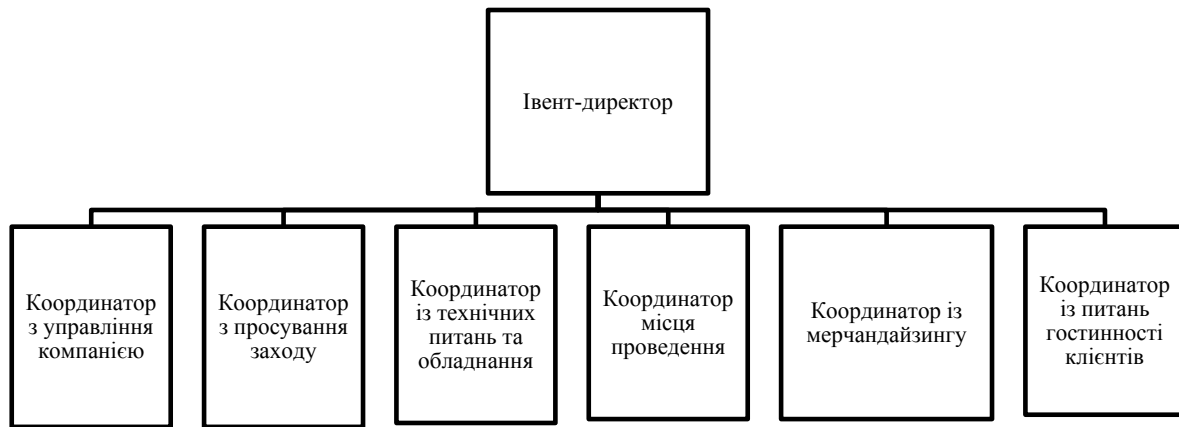 Івент-директор
Координатор
з управління
компанією
Координатор
з просування
заходу
Координатор
із технічних
питань та
обладнання
Координатор
місця
проведення
Координатор із
мерчандайзингу
Координатор
із питань
гостинності
клієнтів